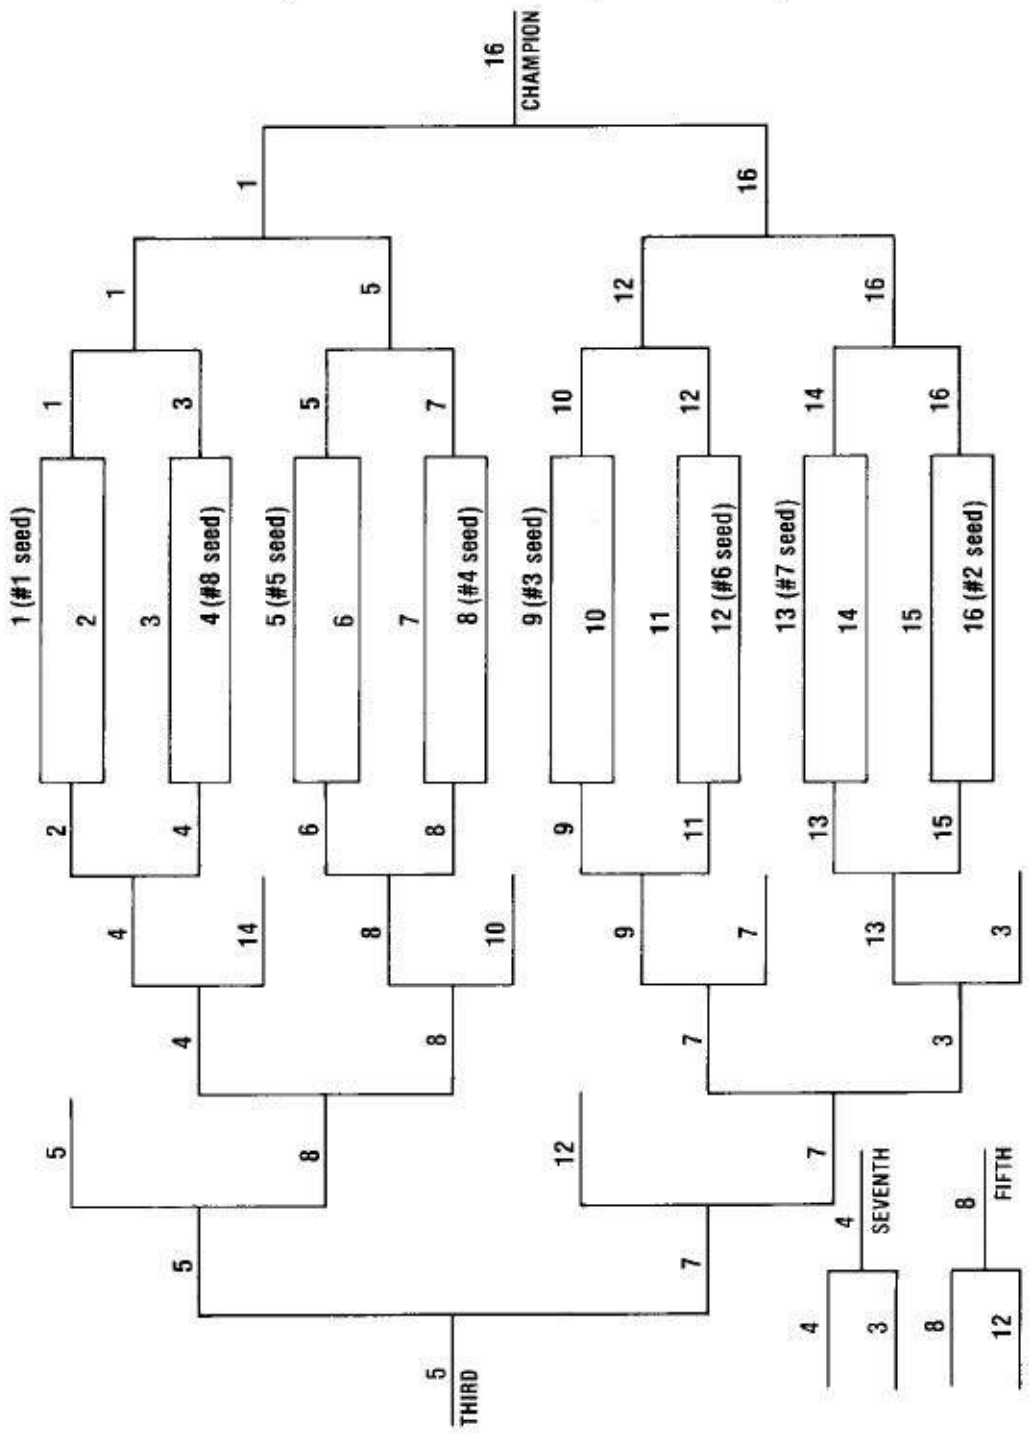 1 (#1 seed)
5 2 1
2
4 1
3
5 4 4 3
4 (#8 seed)
14 1
5 (#5 seed)
8 6 5
6
8 5
7
5 8 8 7
THIRD 8 (#4 seed)
10 16
9 (#3 seed) CHAMPION
12 9 10
10
9 12
11
7 7 11 12
12 (#6 seed)
7 16
13 (#7 seed)
4 7 13 14
4 14
3 SEVENTH 13 16
15
8 3 15 16
8 16 (#2 seed)
12 FIFTH 3